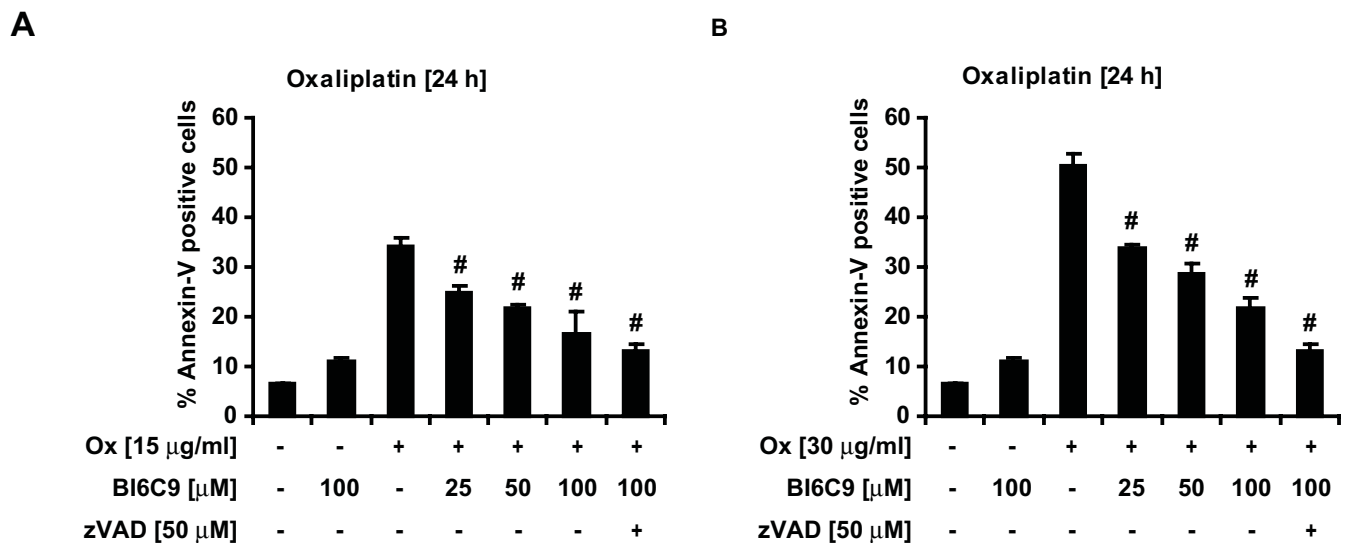 A
Oxaliplatin [24 h]
% Annexin-V positive cells
60
50
40
30
20
10
0
# # # #
Ox [15 μg/ml] - - + + + + +
BI6C9 [μM] - 100 - 25 50 100 100
zVAD [50 μM] - - - - - - +
B
Oxaliplatin [24 h]
% Annexin-V positive cells
60
50
40
30
20
10
0
# # # #
Ox [30 μg/ml] - - + + + + +
BI6C9 [μM] - 100 - 25 50 100 100
zVAD [50 μM] - - - - - - +